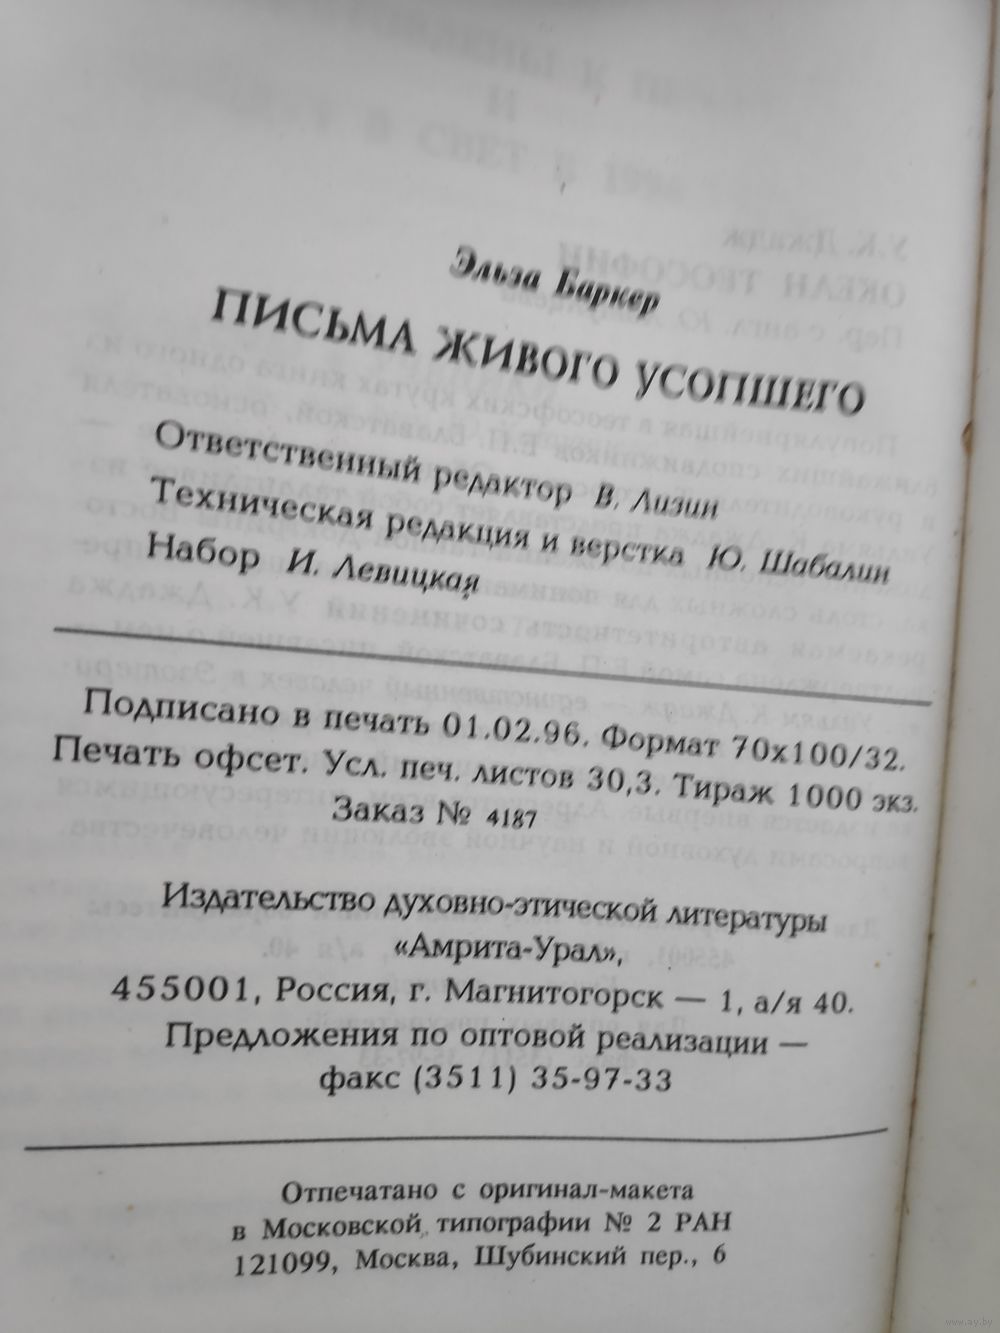 Эльза Баркер
ПИСЬМА ЖИВОГО УСОПШЕГО
Ответственный редактор В. Лизин
Техническая редакция и верстка Ю. Шабалин
Набор И. Левицкая
Подписано в печать 01.02.96. Формат 70х100/32.
Печать офсет. Усл. печ. листов 30,3. Тираж 1000 экз.
Заказ № 4187
Издательство духовно-этической литературы
«Амрита-Урал»,
455001, Россия, г. Магнитогорск — 1, а/я 40.
Предложения по оптовой реализации —
факс (3511) 35-97-33
Отпечатано с оригинал-макета
в Московской типографии № 2 РАН
121099, Москва, Шубинский пер., 6
www.ay.by